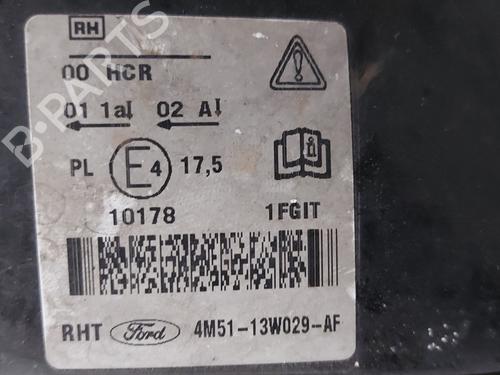 RH
00 HCR
01 1a 02 A
PL E4 17,5
10178 1FGIT
RHT Ford 4M51-13W029-AF
B-PARTS